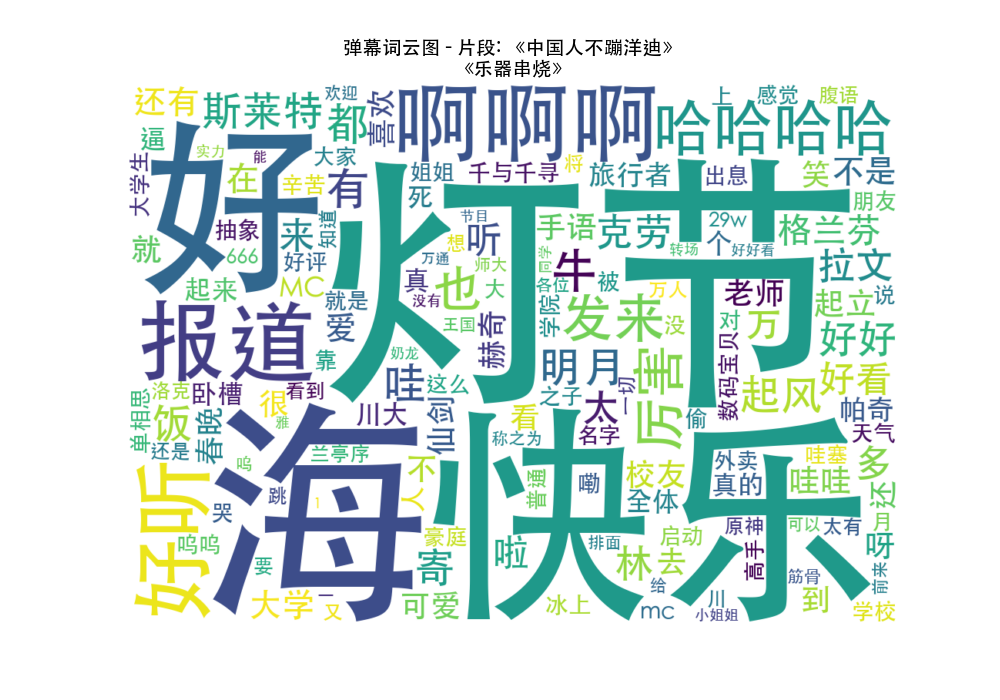 弹幕词云图 - 片段: 《中国人不蹦洋迪》
《乐器串烧》
还有 斯莱特 欢迎 喜欢 啊啊啊 哈哈哈哈 上 感觉 腹语
逼 都 大家 姐姐 千与千寻 将 旅行者 出息 笑 不是
大学生 好 实力 能 在 辛苦 有 死 灯 节 朋友
就 抽象 来 知道 节目 听 手语 克劳 29w 个 格兰芬
666 好评 万通 想 师大 牛 各位 同学 转场 好好看 拉文
起来 MC 就是 真 没有 也 大 学院 被 万人 老师 起立 说
报道 爱 王国 赫奇 发来 没 对 万 好好
靠 奶龙 哇 明月 厉害 数码宝贝 起风 好看
单相思 洛克 卧槽 看到 这么 之子 太 一切 帕奇
饭 很 雅 川大 仙剑 看 称之为 名字 偷 天气
还是 春晚 兰亭序 不 快乐 外卖 哇塞 多
好听 呜 跳 海 1 人 普通 嘞 校友 真的 哇哇 还
哭 豪庭 全体 原神 可以 太有 月
呜呜 要 寄 啦 排面 启动 高手 呀
林 去 筋骨 前来
大学 一 又 可爱 冰上 给 mc 川 小姐姐 到 学校